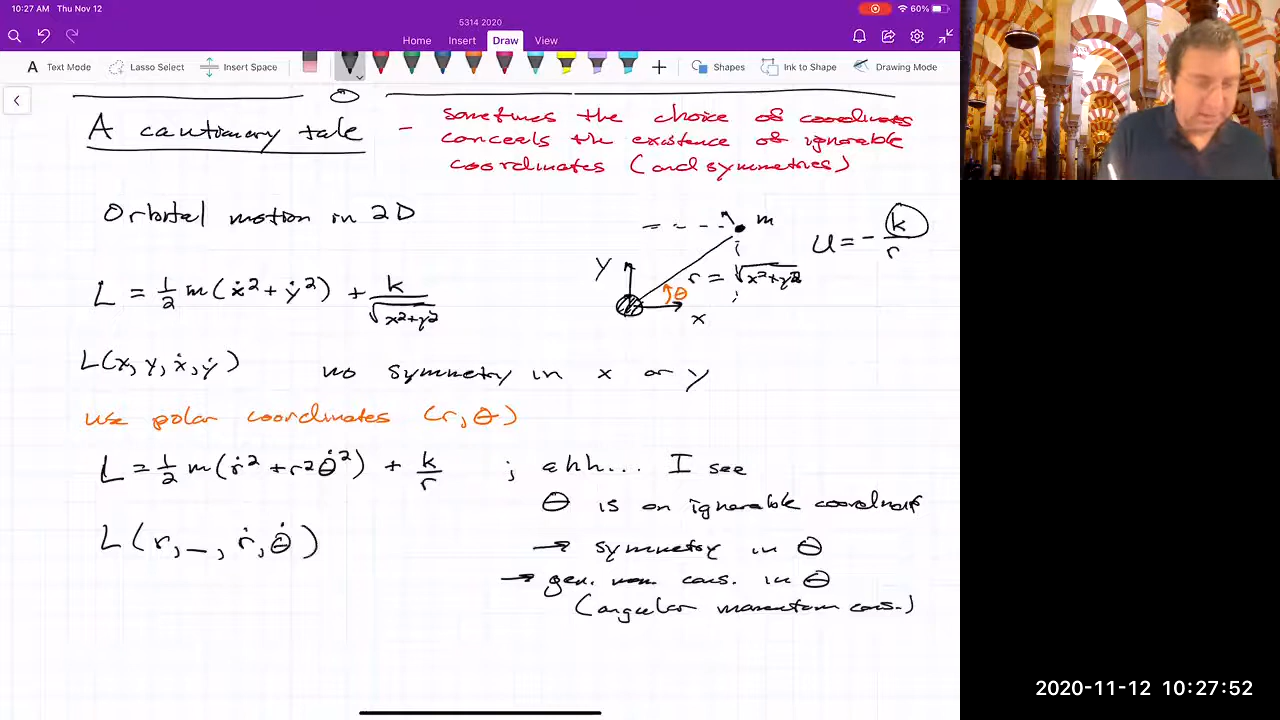 10:27 AM Thu Nov 12
60%
5314 2020
Home Insert Draw View
Text Mode Lasso Select Insert Space Shapes Ink to Shape Drawing Mode
A cautionary tale - sometimes the choice of coordinates
conceals the existence of ignorable
coordinates (and symmetries)
Orbital motion in 2D
m
U = - k/r
y
r = √x²+y²
θ
x
L = 1/2 m(ẋ² + ẏ²) + k/√x²+y²
L(x, y, ẋ, ẏ) no symmetry in x or y
use polar coordinates (r, θ)
L = 1/2 m(ṙ² + r²θ̇²) + k/r ; ahh... I see
θ is an ignorable coordinate
L(r, _, ṙ, θ̇)
→ symmetry in θ
→ gen. mom. cons. in θ
(angular momentum cons.)
2020-11-12 10:27:52